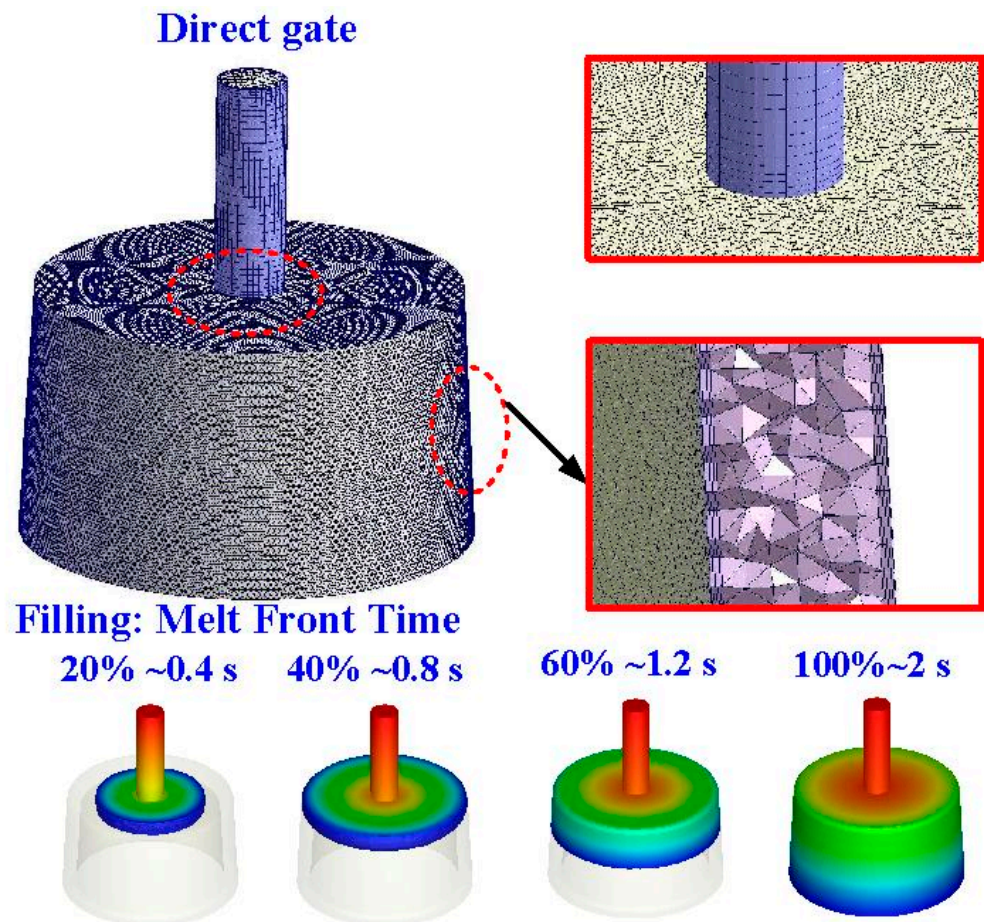 Direct gate
Filling: Melt Front Time
20% ~0.4 s
40% ~0.8 s
60% ~1.2 s
100%~2 s